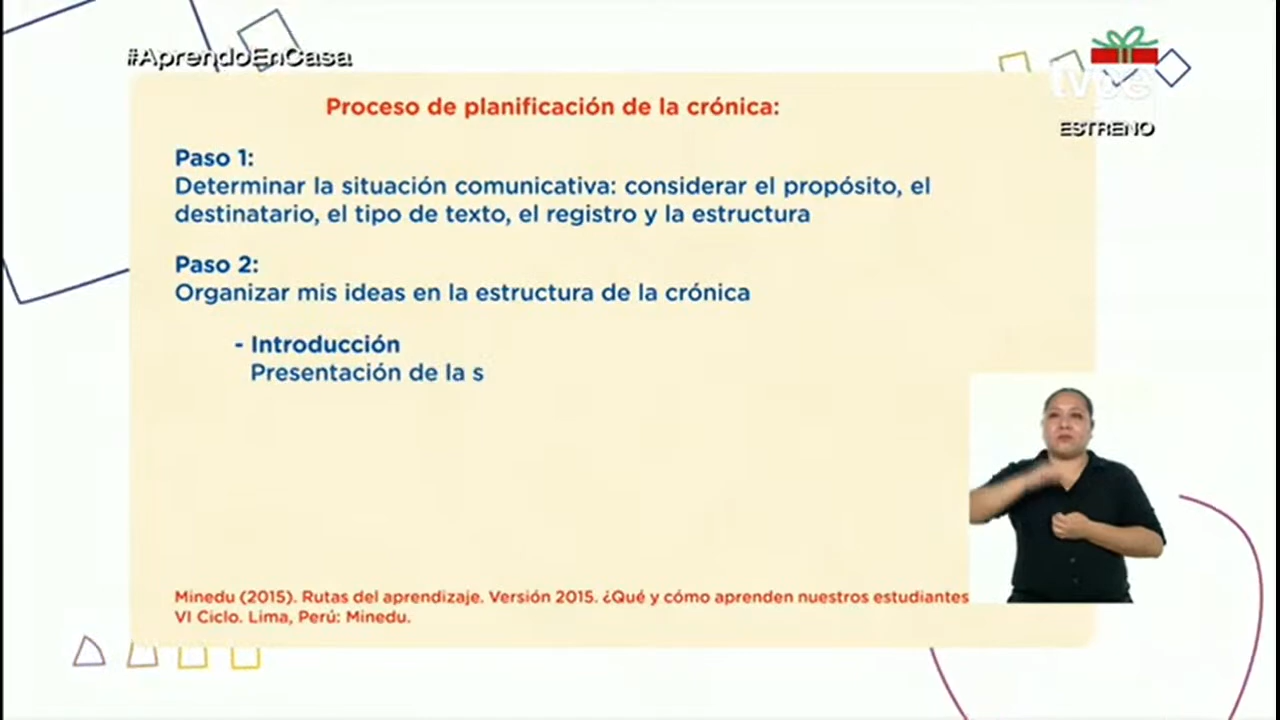 #AprendoEnCasa
tvpe
ESTRENO
Proceso de planificación de la crónica:
Paso 1:
Determinar la situación comunicativa: considerar el propósito, el
destinatario, el tipo de texto, el registro y la estructura
Paso 2:
Organizar mis ideas en la estructura de la crónica
- Introducción
Presentación de la s
Minedu (2015). Rutas del aprendizaje. Versión 2015. ¿Qué y cómo aprenden nuestros estudiantes
VI Ciclo. Lima, Perú: Minedu.